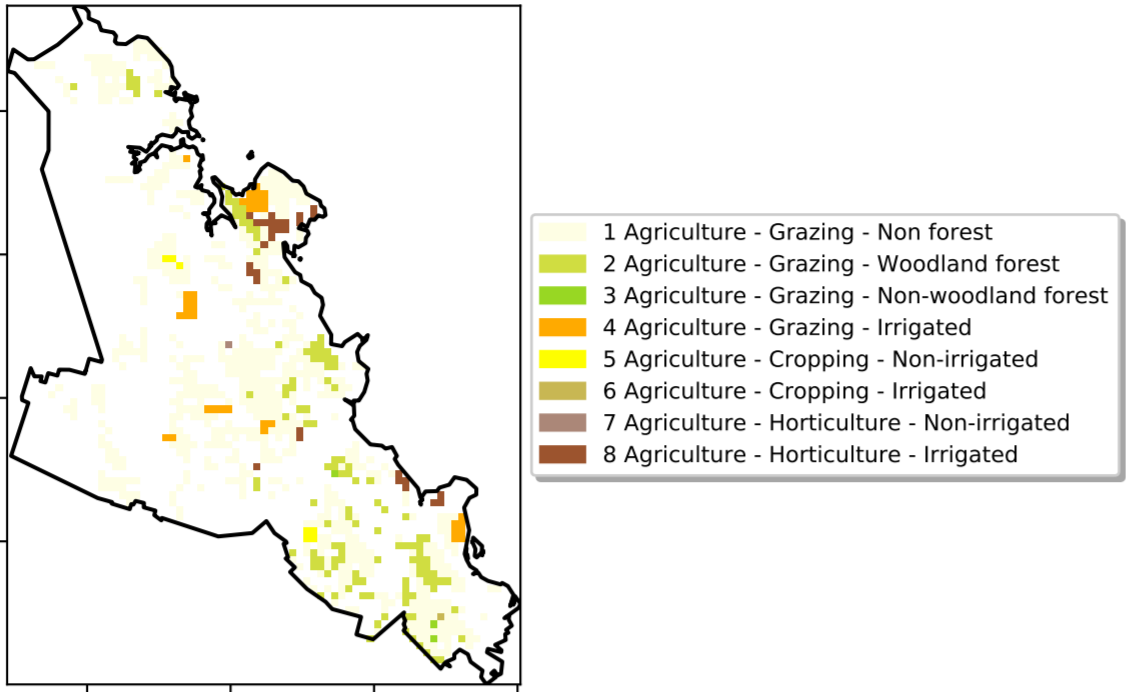 1 Agriculture - Grazing - Non forest
2 Agriculture - Grazing - Woodland forest
3 Agriculture - Grazing - Non-woodland forest
4 Agriculture - Grazing - Irrigated
5 Agriculture - Cropping - Non-irrigated
6 Agriculture - Cropping - Irrigated
7 Agriculture - Horticulture - Non-irrigated
8 Agriculture - Horticulture - Irrigated